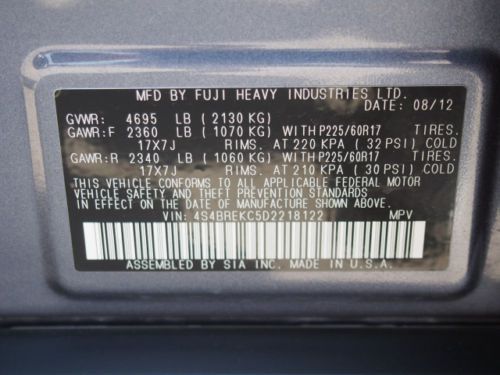 MFD BY FUJI HEAVY INDUSTRIES LTD.
DATE: 08/12
GVWR: 4695 LB (2130 KG)
GAWR:F 2360 LB (1070 KG) WITH P225/60R17 TIRES.
17X7J RIMS. AT 220 KPA (32 PSI) COLD
GAWR:R 2340 LB (1060 KG) WITH P225/60R17 TIRES.
17X7J RIMS. AT 210 KPA (30 PSI) COLD
THIS VEHICLE CONFORMS TO ALL APPLICABLE FEDERAL MOTOR
VEHICLE SAFETY AND THEFT PREVENTION STANDARDS IN
EFFECT ON THE DATE OF MANUFACTURE SHOWN ABOVE.
VIN: 4S4BREKC5D2218122 MPV
ASSEMBLED BY SIA INC. MADE IN U.S.A.